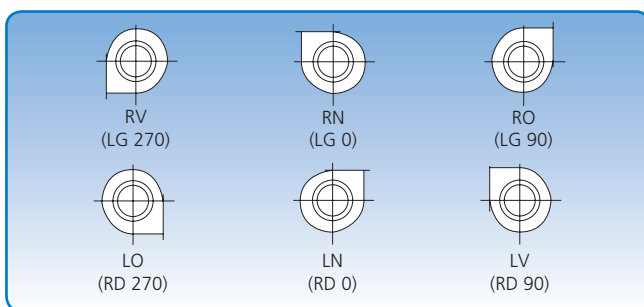 RV
(LG 270)
RN
(LG 0)
RO
(LG 90)
LO
(RD 270)
LN
(RD 0)
LV
(RD 90)